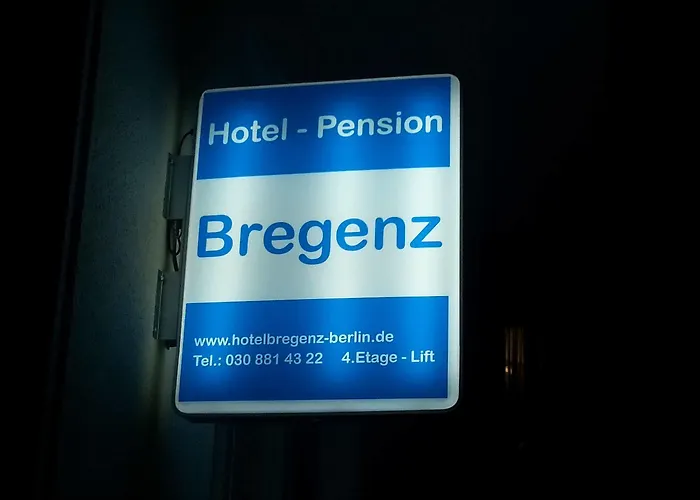 Hotel - Pension
Bregenz
www.hotelbregenz-berlin.de
Tel.: 030 881 43 22 4.Etage - Lift